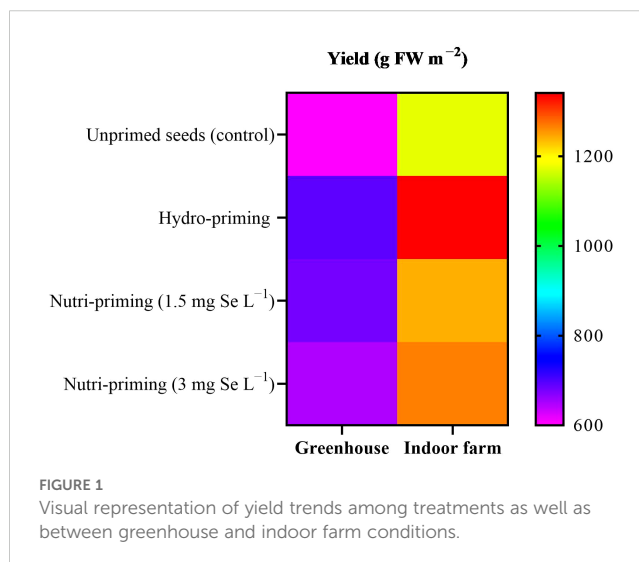 Yield (g FW m⁻²)
Unprimed seeds (control)
Hydro-priming
Nutri-priming (1.5 mg Se L⁻¹)
Nutri-priming (3 mg Se L⁻¹)
Greenhouse Indoor farm
1200
1000
800
600
FIGURE 1
Visual representation of yield trends among treatments as well as
between greenhouse and indoor farm conditions.